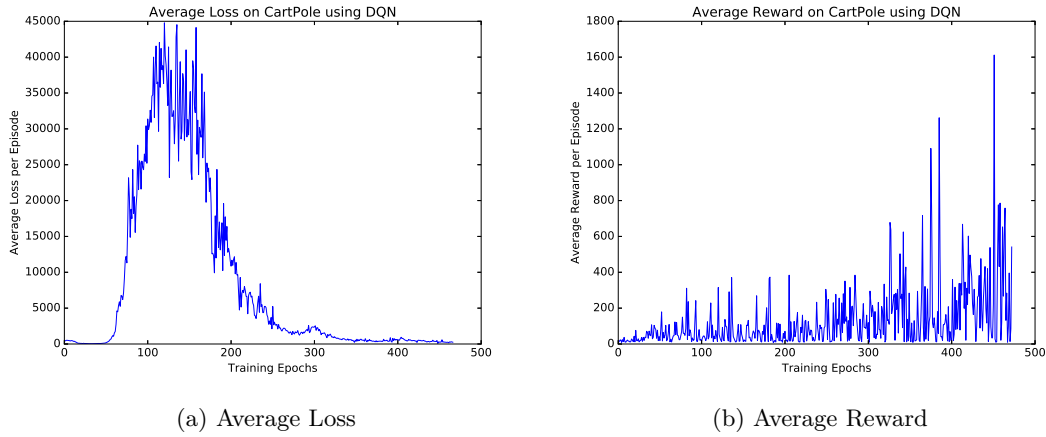 Average Loss on CartPole using DQN
45000
40000
35000
30000
25000
20000
15000
10000
5000
0
Average Loss per Episode
0 100 200 300 400 500
Training Epochs
(a) Average Loss
Average Reward on CartPole using DQN
1800
1600
1400
1200
1000
800
600
400
200
0
Average Reward per Episode
0 100 200 300 400 500
Training Epochs
(b) Average Reward